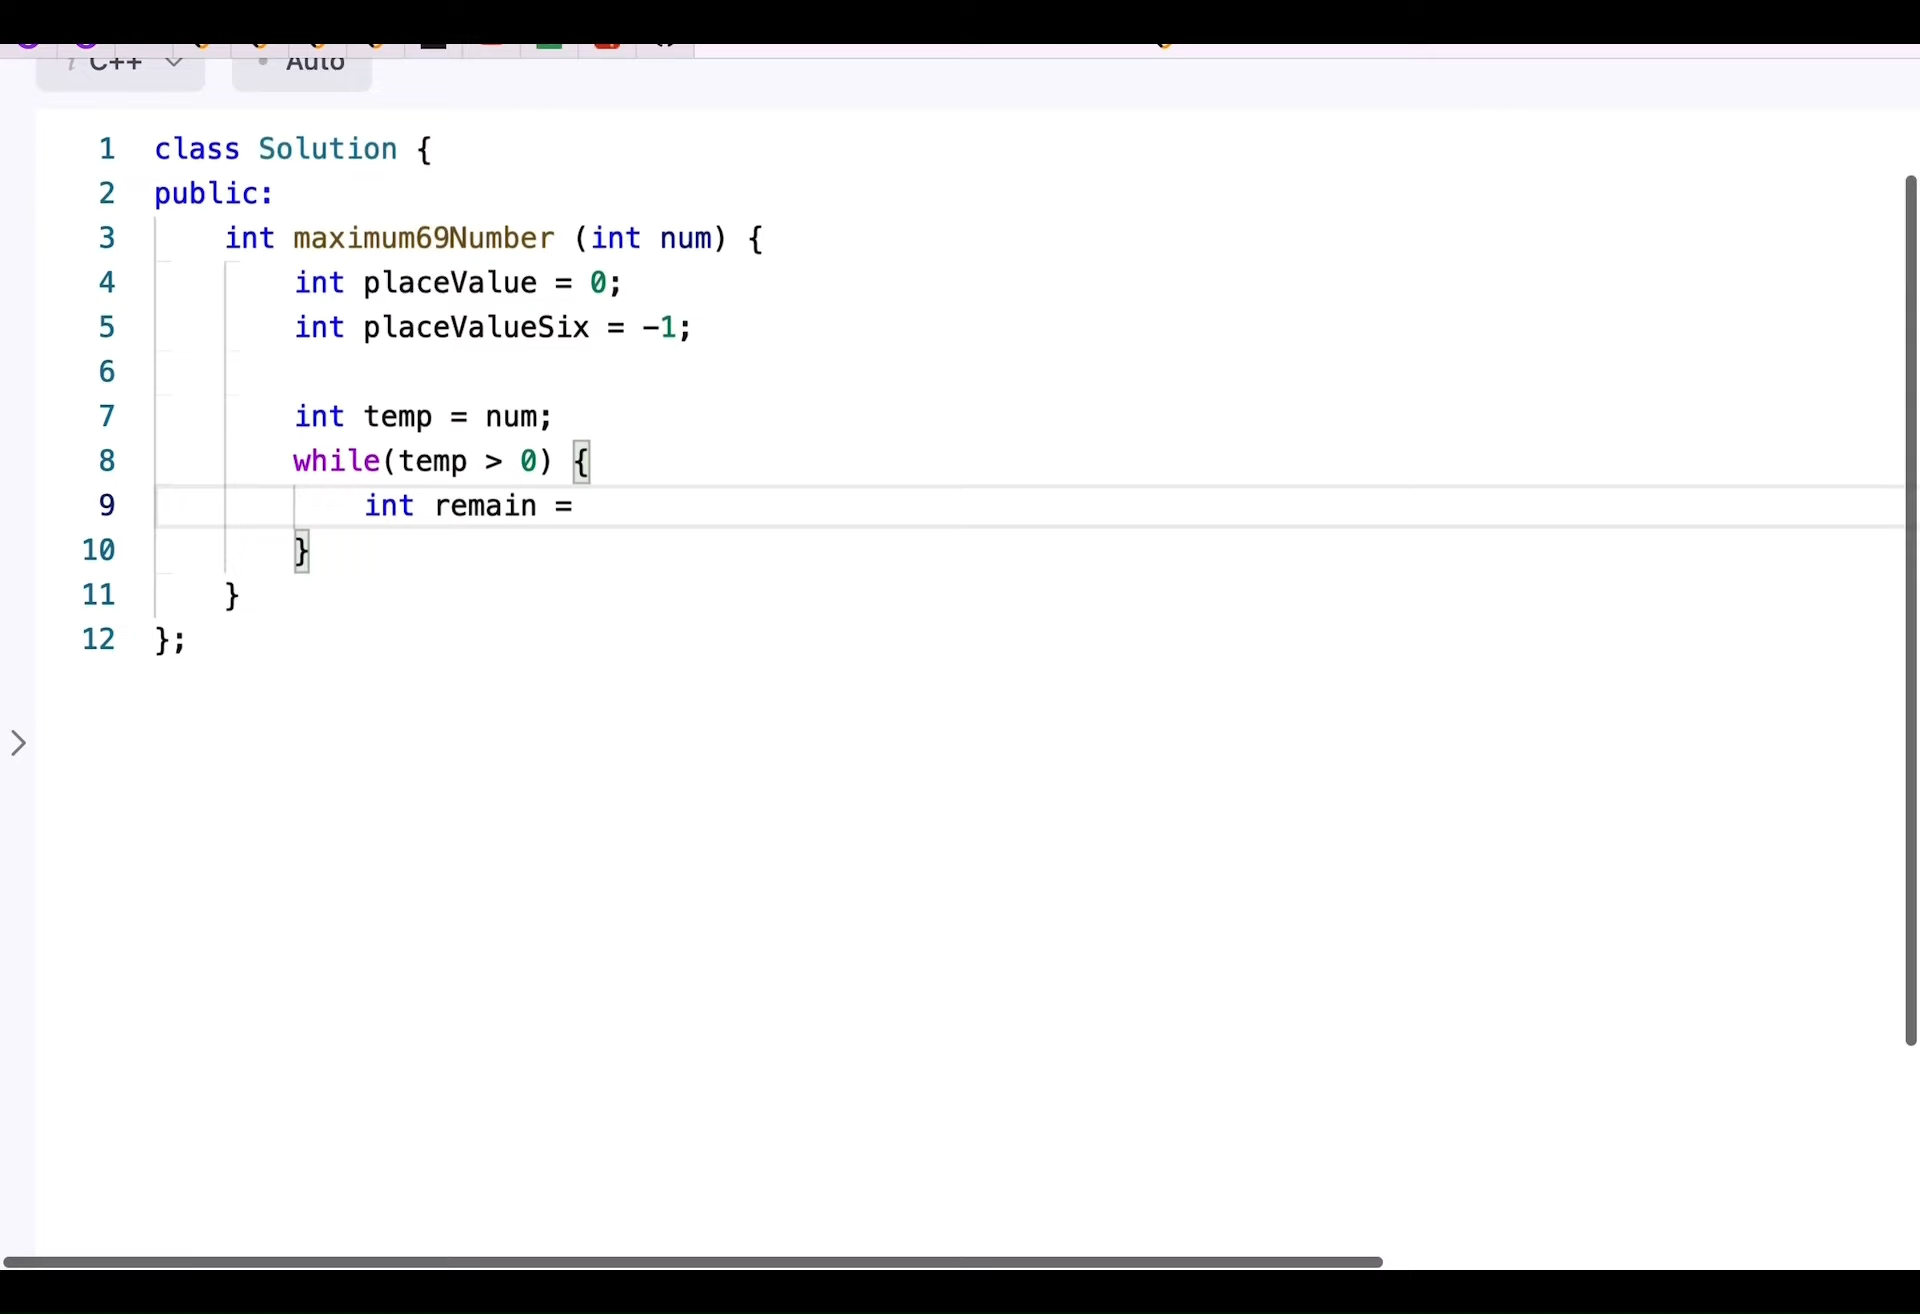 C++ Auto
1 class Solution {
2 public:
3 int maximum69Number (int num) {
4 int placeValue = 0;
5 int placeValueSix = -1;
6
7 int temp = num;
8 while(temp > 0) {
9 int remain =
10 }
11 }
12 };